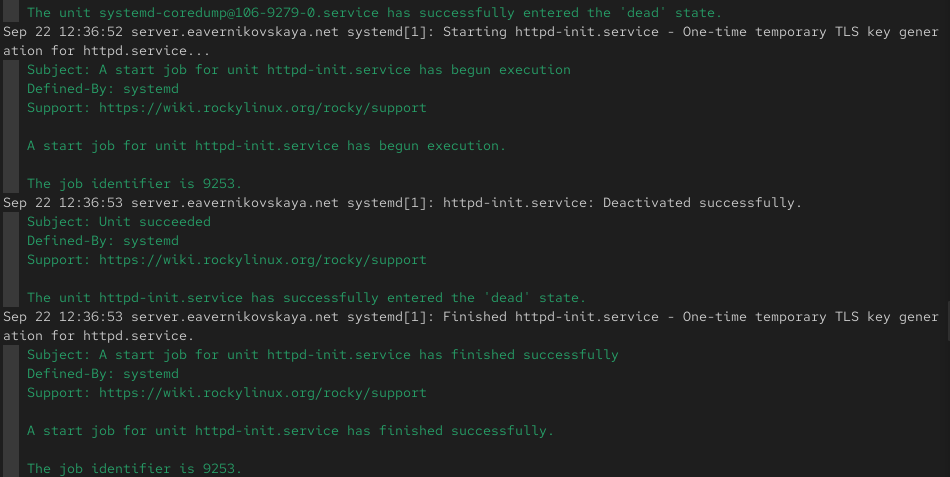 The unit systemd-coredump@106-9279-0.service has successfully entered the 'dead' state.
Sep 22 12:36:52 server.eavernikovskaya.net systemd[1]: Starting httpd-init.service - One-time temporary TLS key gener
ation for httpd.service...
Subject: A start job for unit httpd-init.service has begun execution
Defined-By: systemd
Support: https://wiki.rockylinux.org/rocky/support
A start job for unit httpd-init.service has begun execution.
The job identifier is 9253.
Sep 22 12:36:53 server.eavernikovskaya.net systemd[1]: httpd-init.service: Deactivated successfully.
Subject: Unit succeeded
Defined-By: systemd
Support: https://wiki.rockylinux.org/rocky/support
The unit httpd-init.service has successfully entered the 'dead' state.
Sep 22 12:36:53 server.eavernikovskaya.net systemd[1]: Finished httpd-init.service - One-time temporary TLS key gener
ation for httpd.service.
Subject: A start job for unit httpd-init.service has finished successfully
Defined-By: systemd
Support: https://wiki.rockylinux.org/rocky/support
A start job for unit httpd-init.service has finished successfully.
The job identifier is 9253.